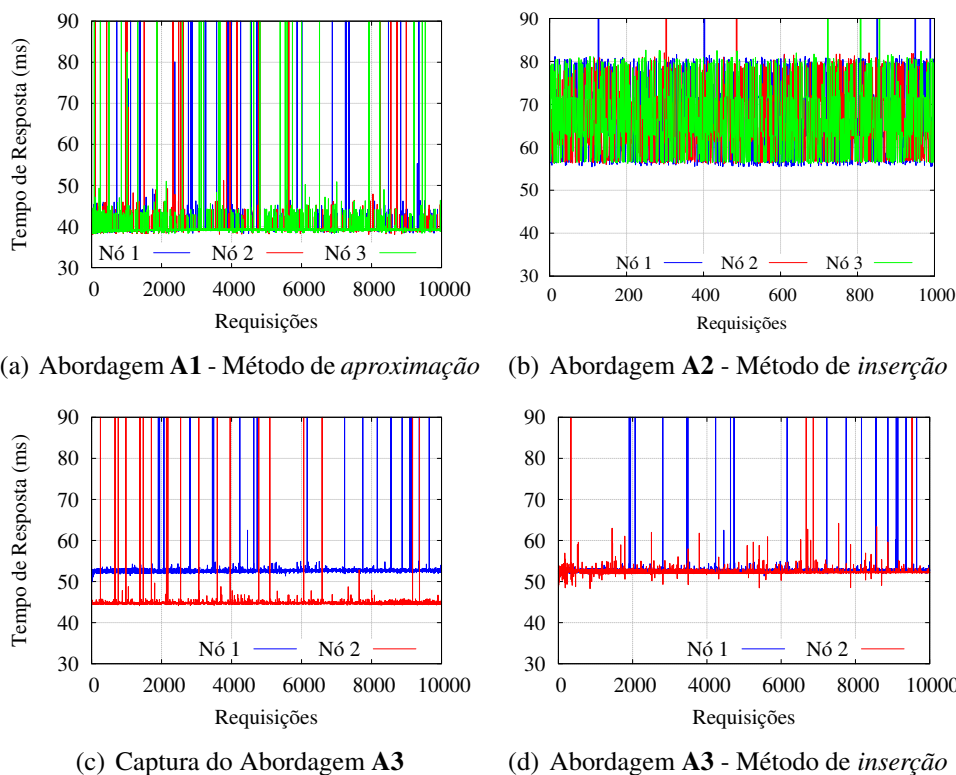 90
80
70
60
50
40
30
Tempo de Resposta (ms)
Nó 1 Nó 2 Nó 3
0 2000 4000 6000 8000 10000
Requisições
(a) Abordagem A1 - Método de aproximação
90
80
70
60
50
40
30
Nó 1 Nó 2 Nó 3
0 200 400 600 800 1000
Requisições
(b) Abordagem A2 - Método de inserção
90
80
70
60
50
40
30
Tempo de Resposta (ms)
Nó 1 Nó 2
0 2000 4000 6000 8000 10000
Requisições
(c) Captura do Abordagem A3
90
80
70
60
50
40
30
Nó 1 Nó 2
0 2000 4000 6000 8000 10000
Requisições
(d) Abordagem A3 - Método de inserção